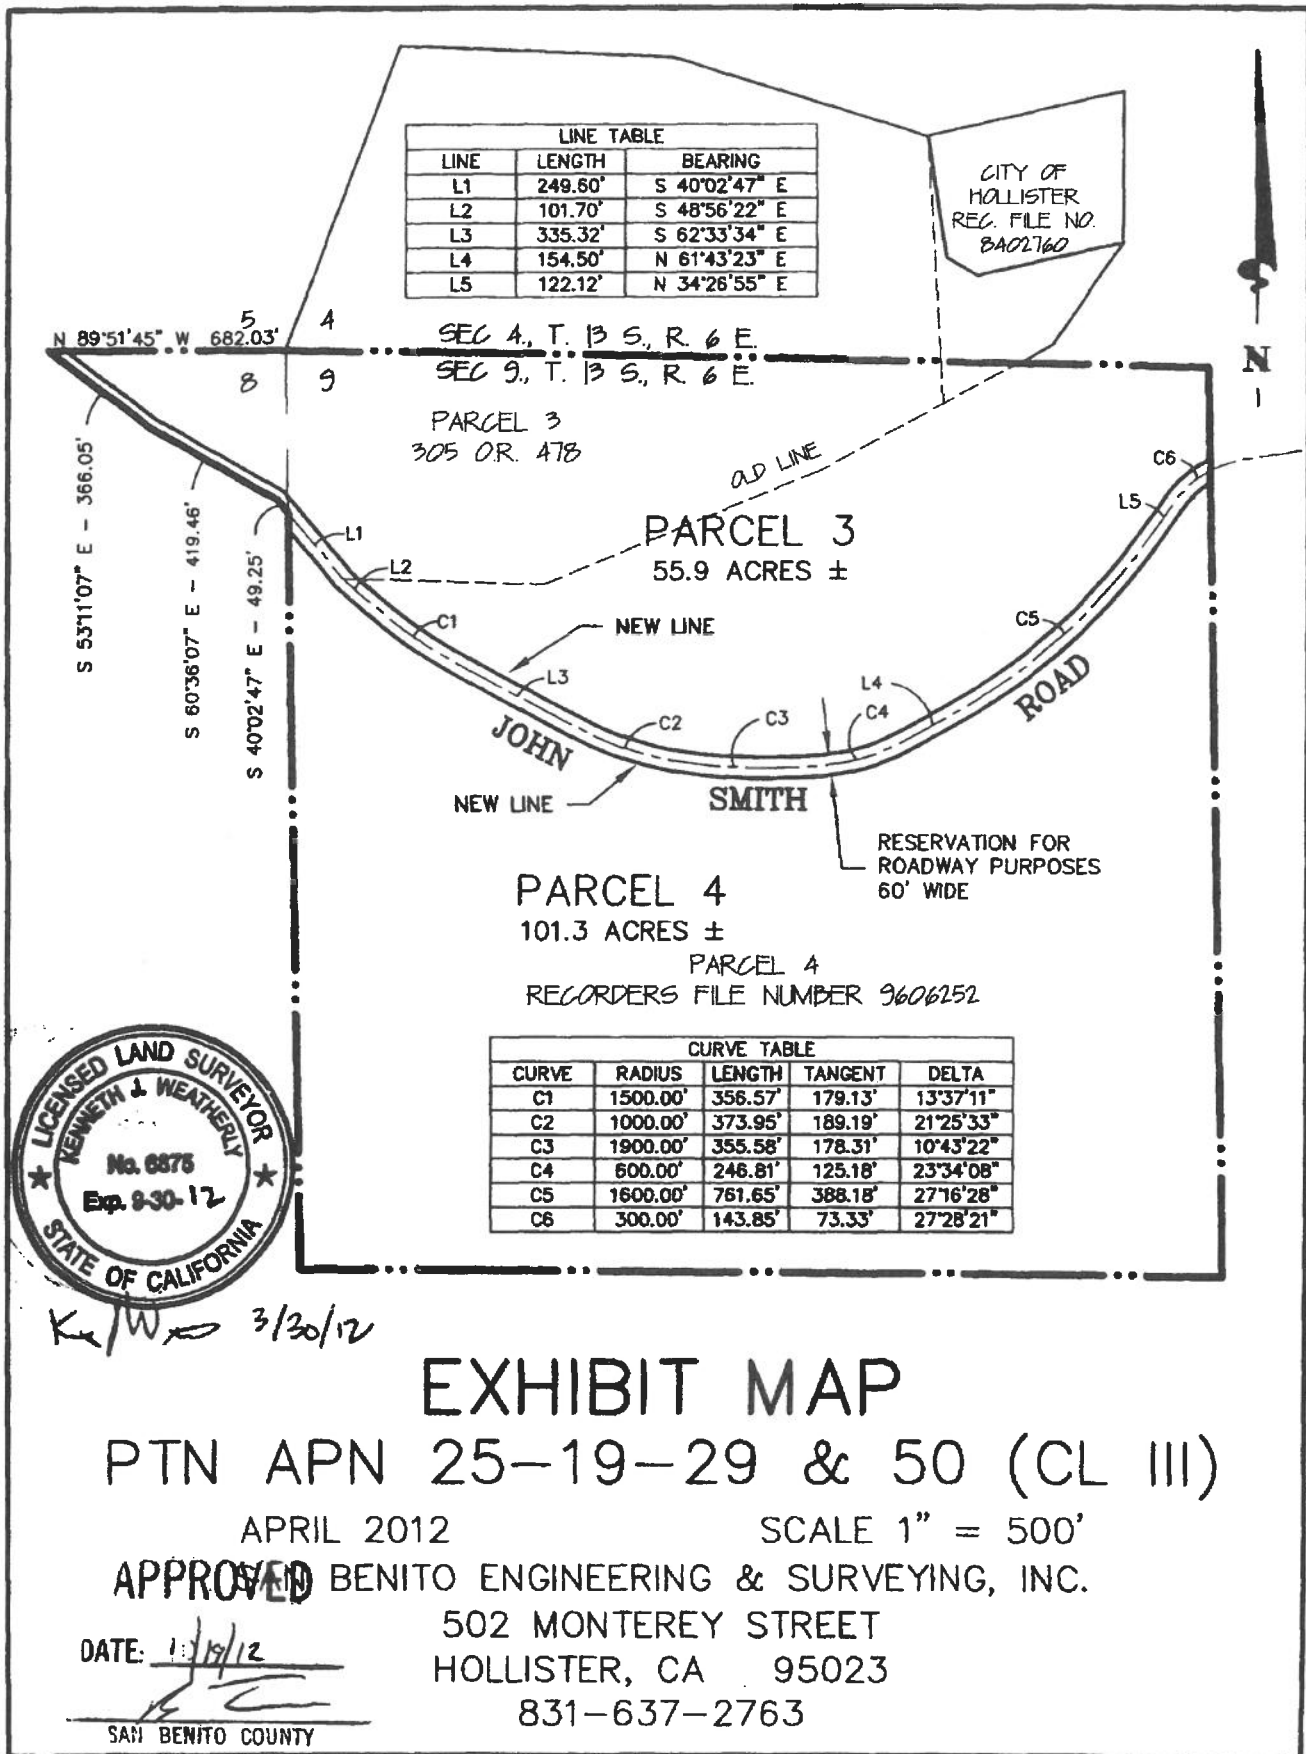 LINE TABLE
LINE LENGTH BEARING
L1 249.60' S 40°02'47" E
L2 101.70' S 48°56'22" E
L3 335.32' S 62°33'34" E
L4 154.50' N 61°43'23" E
L5 122.12' N 34°26'55" E
CITY OF
HOLLISTER
REC. FILE NO.
8402760
N 89°51'45" W 682.03'
5 4
8 9
SEC 4., T. 13 S., R. 6 E.
SEC 9., T. 13 S., R. 6 E.
N
PARCEL 3
305 O.R. 478
OLD LINE
PARCEL 3
55.9 ACRES ±
S 53°11'07" E - 366.05'
S 60°36'07" E - 419.46'
S 40°02'47" E - 49.25'
L1
L2
C1
L3
C2
C3
C4
L4
C5
L5
C6
NEW LINE
NEW LINE
JOHN
SMITH
ROAD
RESERVATION FOR
ROADWAY PURPOSES
60' WIDE
PARCEL 4
101.3 ACRES ±
PARCEL 4
RECORDERS FILE NUMBER 9606252
CURVE TABLE
CURVE RADIUS LENGTH TANGENT DELTA
C1 1500.00' 356.57' 179.13' 13°37'11"
C2 1000.00' 373.95' 189.19' 21°25'33"
C3 1900.00' 355.58' 178.31' 10°43'22"
C4 600.00' 246.81' 125.18' 23°34'08"
C5 1600.00' 761.65' 388.18' 27°16'28"
C6 300.00' 143.85' 73.33' 27°28'21"
LICENSED LAND SURVEYOR
KENNETH J. WEATHERLY
No. 6875
Exp. 9-30-12
STATE OF CALIFORNIA
3/30/12
EXHIBIT MAP
PTN APN 25-19-29 & 50 (CL III)
APRIL 2012 SCALE 1" = 500'
APPROVED
BENITO ENGINEERING & SURVEYING, INC.
502 MONTEREY STREET
HOLLISTER, CA 95023
831-637-2763
DATE:
SAN BENITO COUNTY